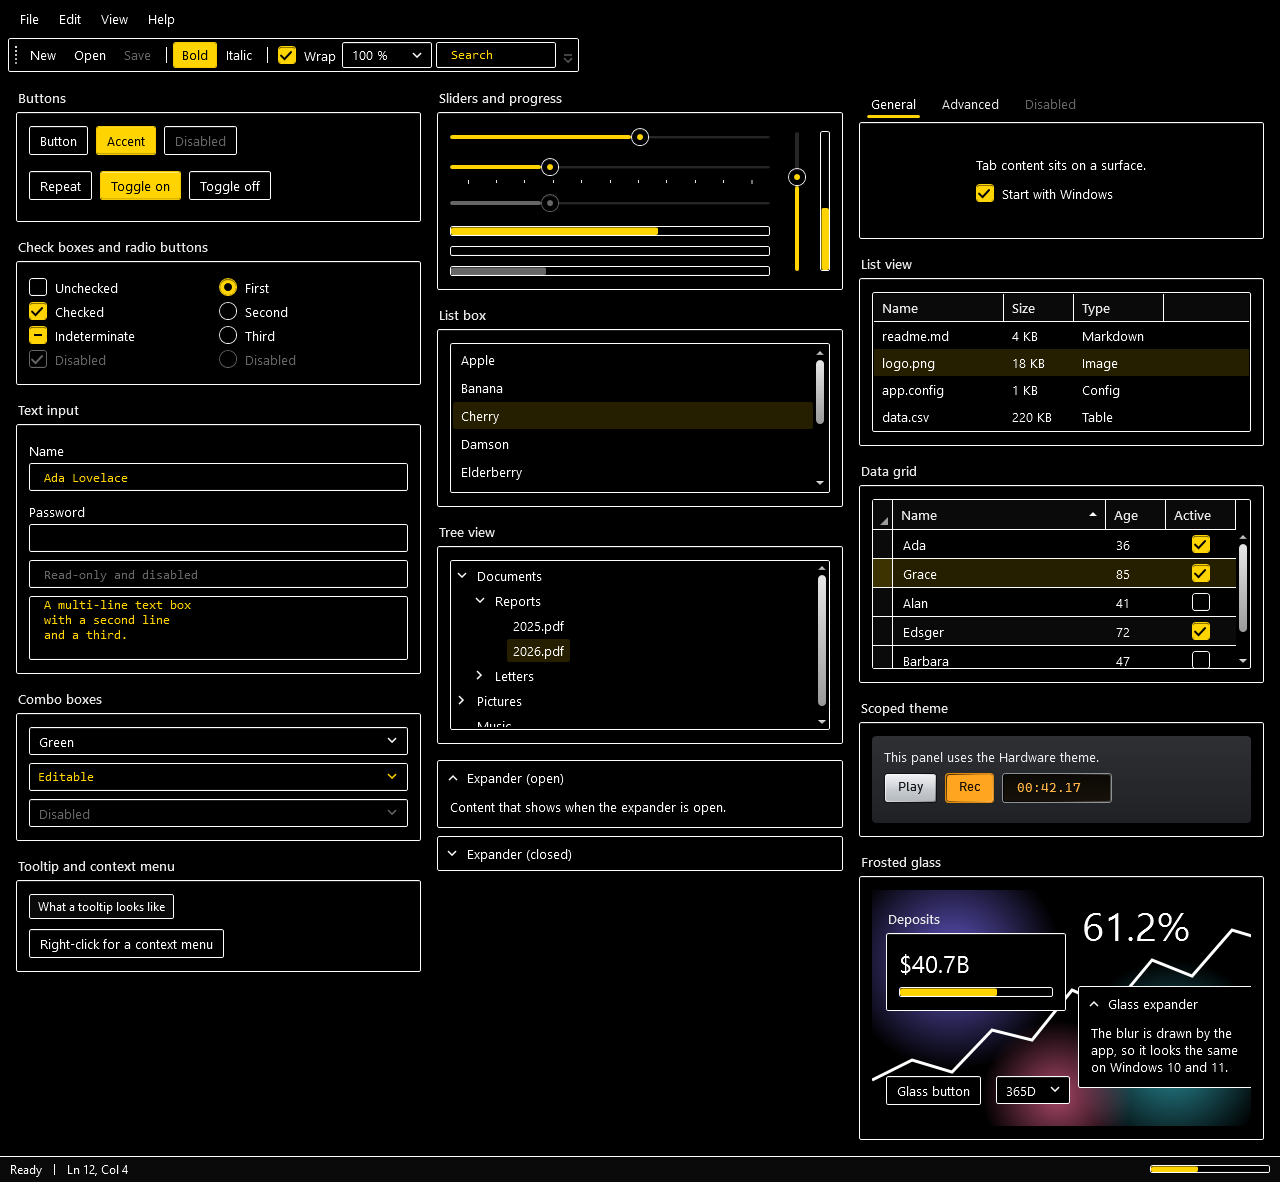 File Edit View Help
New Open Save Bold Italic Wrap 100 % Search
Buttons
Button Accent Disabled
Repeat Toggle on Toggle off
Check boxes and radio buttons
Unchecked First
Checked Second
Indeterminate Third
Disabled Disabled
Text input
Name
Ada Lovelace
Password
Read-only and disabled
A multi-line text box
with a second line
and a third.
Combo boxes
Green
Editable
Disabled
Tooltip and context menu
What a tooltip looks like
Right-click for a context menu
Sliders and progress
List box
Apple
Banana
Cherry
Damson
Elderberry
Tree view
Documents
Reports
2025.pdf
2026.pdf
Letters
Pictures
Music
Expander (open)
Content that shows when the expander is open.
Expander (closed)
General Advanced Disabled
Tab content sits on a surface.
Start with Windows
List view
Name Size Type
readme.md 4 KB Markdown
logo.png 18 KB Image
app.config 1 KB Config
data.csv 220 KB Table
Data grid
Name Age Active
Ada 36
Grace 85
Alan 41
Edsger 72
Barbara 47
Scoped theme
This panel uses the Hardware theme.
Play Rec 00:42.17
Frosted glass
Deposits
$40.7B
61.2%
Glass expander
The blur is drawn by the
app, so it looks the same
on Windows 10 and 11.
Glass button 365D
Ready Ln 12, Col 4